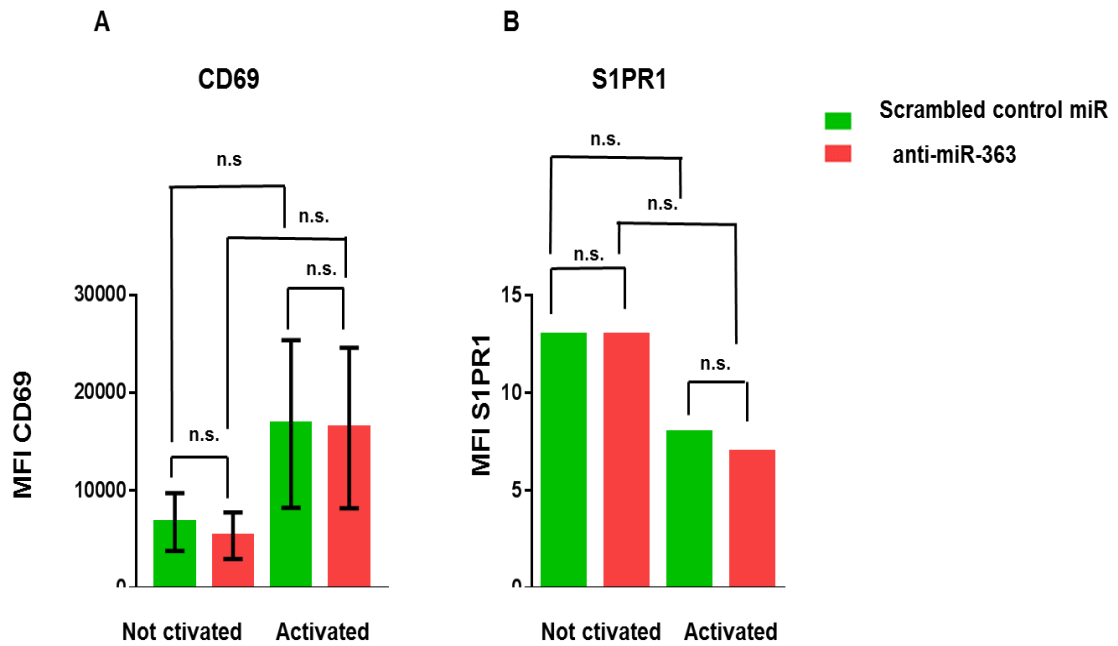 A
B
CD69
S1PR1
Scrambled control miR
anti-miR-363
n.s
n.s.
n.s.
n.s.
n.s.
n.s.
n.s.
n.s.
30000
20000
10000
0
MFI CD69
15
10
5
0
MFI S1PR1
Not ctivated
Activated
Not ctivated
Activated